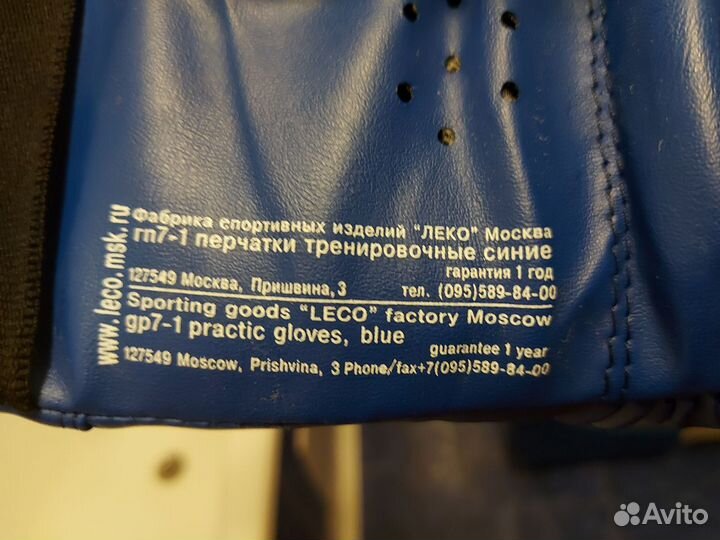 www.leco.msk.ru
Фабрика спортивных изделий "ЛЕКО" Москва
гп7-1 перчатки тренировочные синие
гарантия 1 год
127549 Москва, Пришвина,3 тел. (095)589-84-00
Sporting goods "LECO" factory Moscow
gp7-1 practic gloves, blue
guarantee 1 year
127549 Moscow, Prishvina, 3 Phone/fax+7(095)589-84-00
Avito